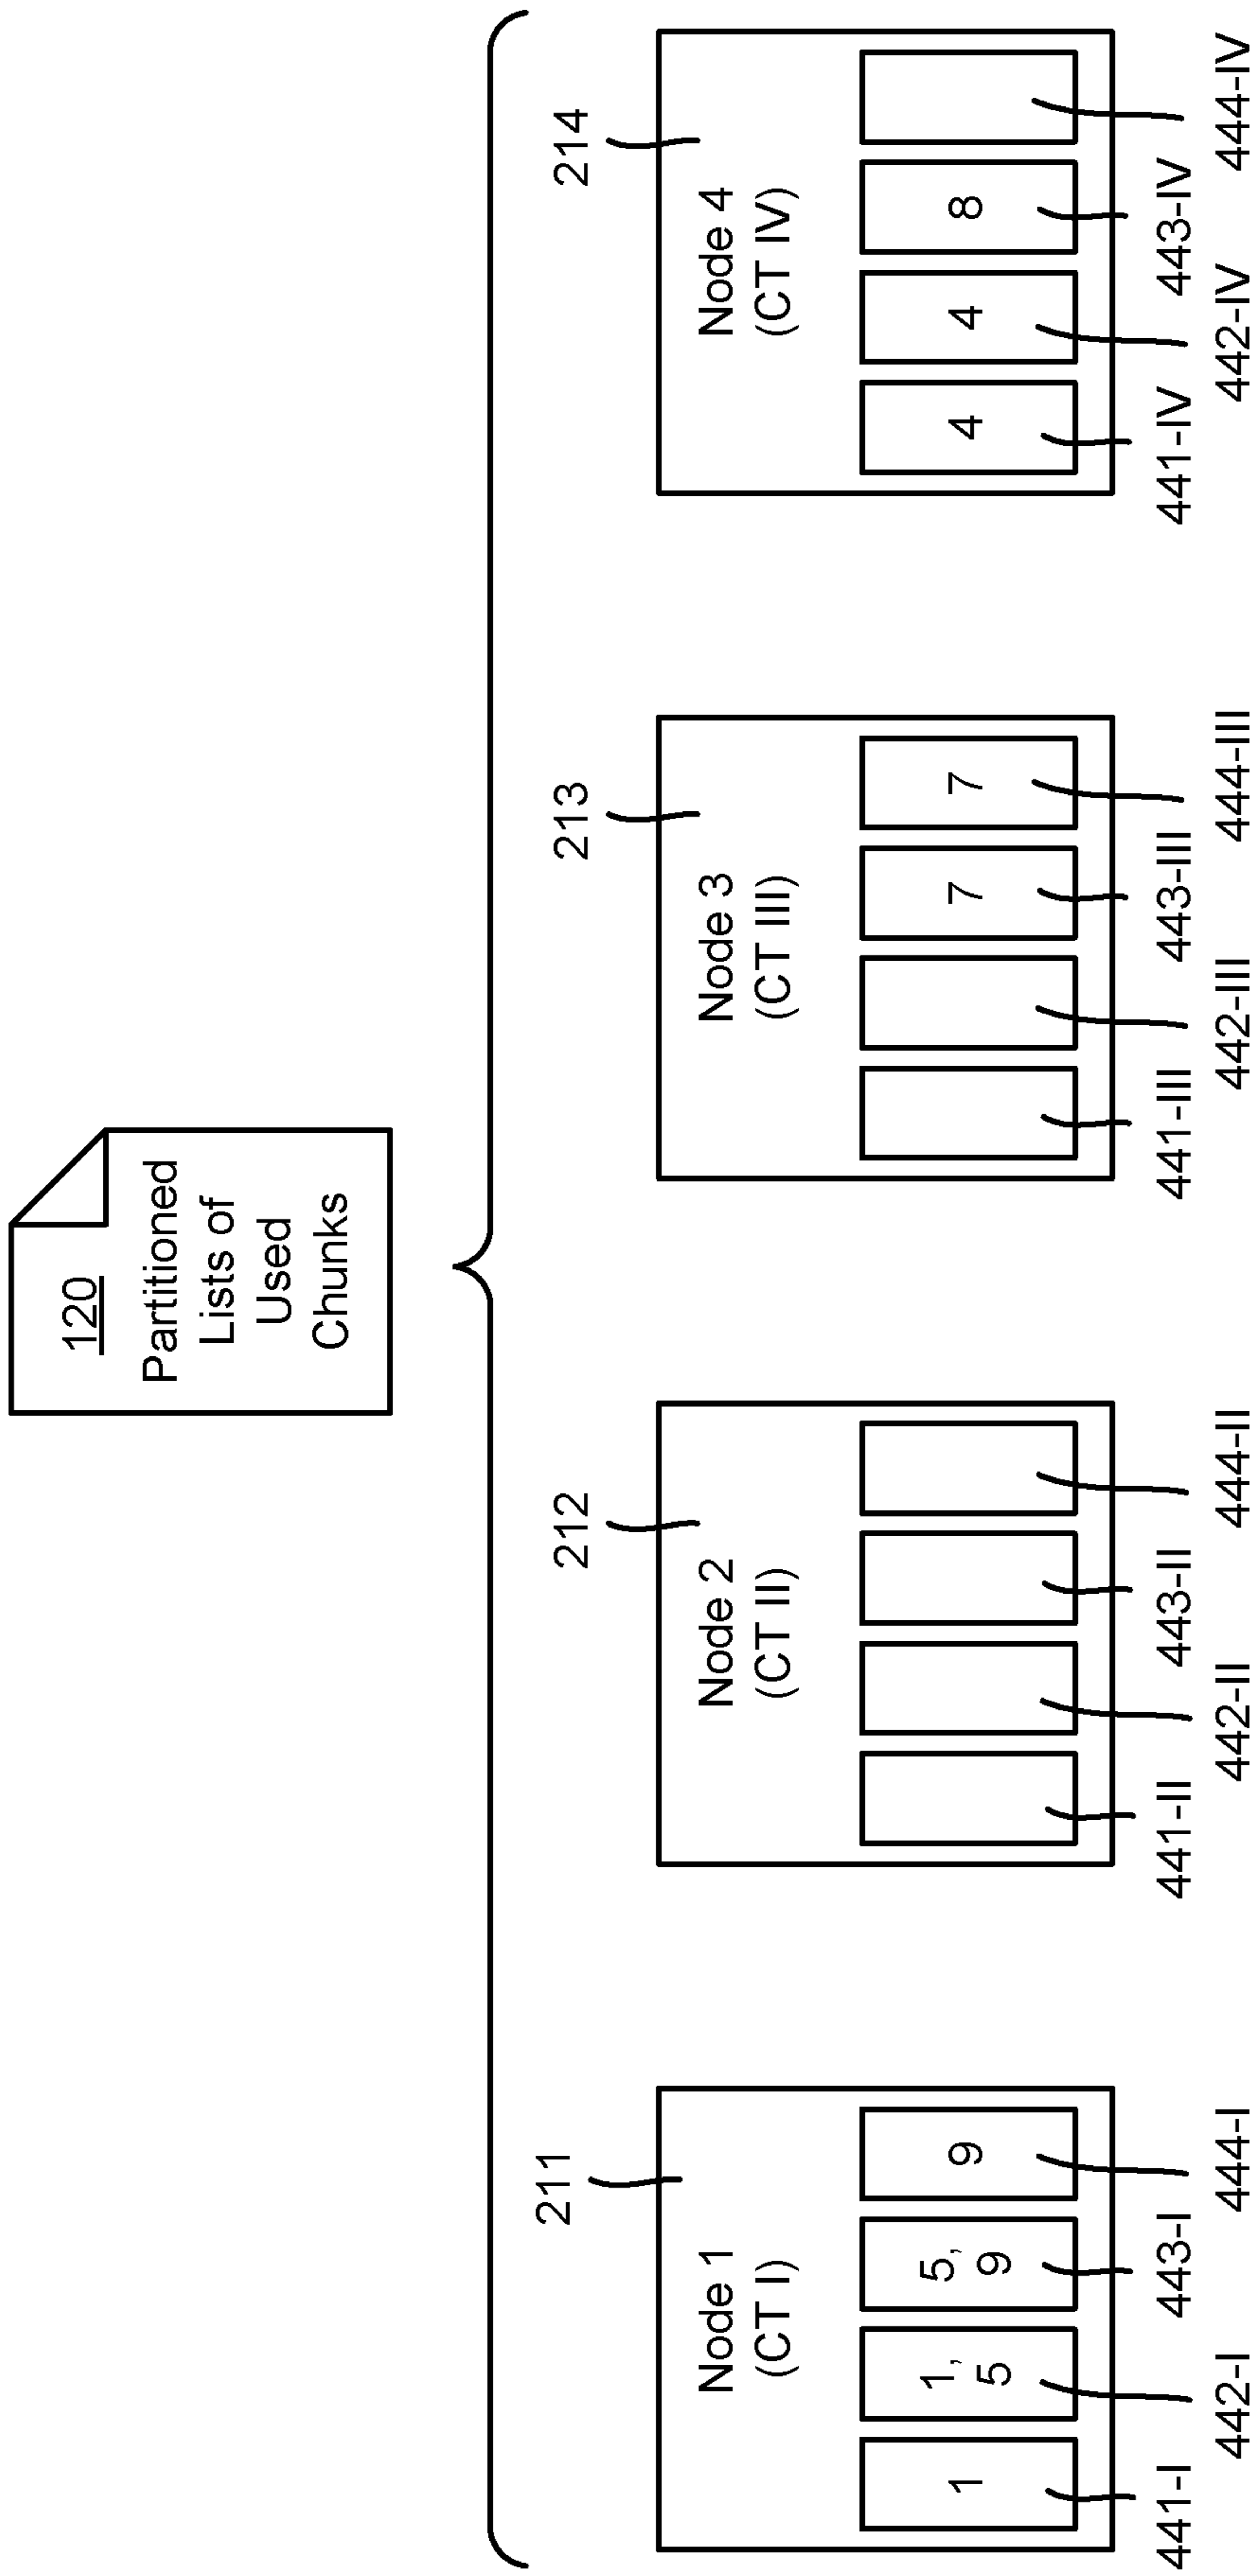 120
Partitioned
Lists of
Used
Chunks
211
212
213
214
Node 1
(CT I)
Node 2
(CT II)
Node 3
(CT III)
Node 4
(CT IV)
1
1,
5
5,
9
9
7
7
4
4
8
441-I
442-I
443-I
444-I
441-II
442-II
443-II
444-II
441-III
442-III
443-III
444-III
441-IV
442-IV
443-IV
444-IV